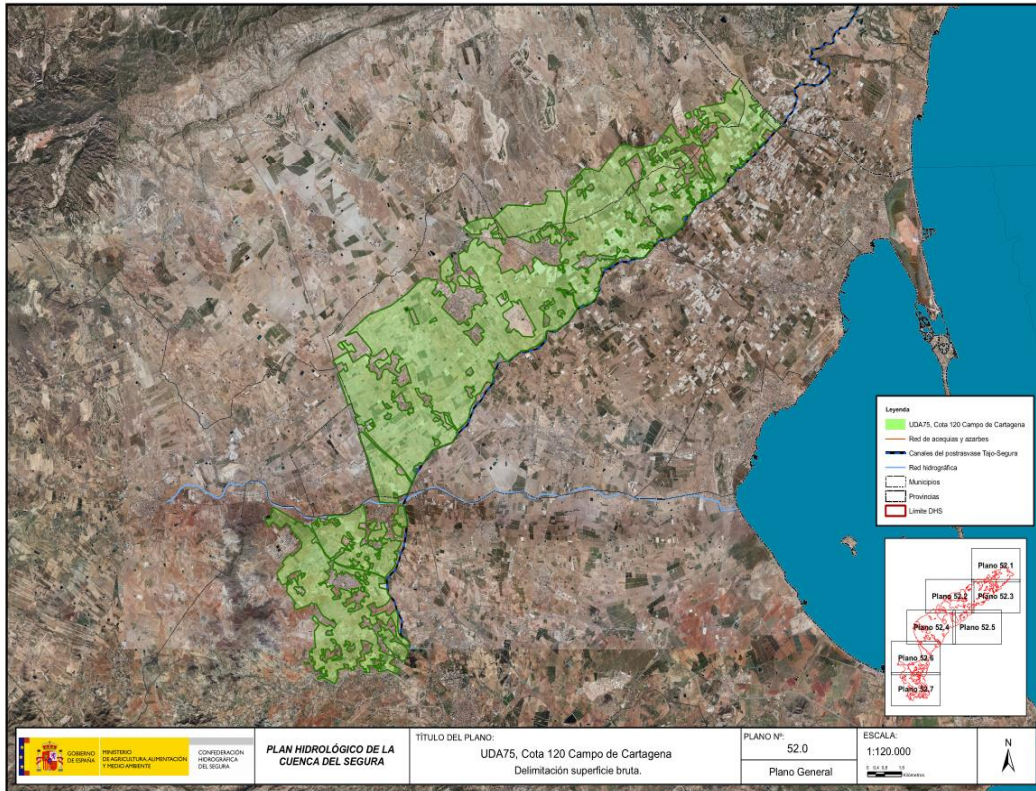 Leyenda
UDA75, Cota 120 Campo de Cartagena
Red de acequias y azarbes
Canales del postrasvase Tajo-Segura
Red hidrográfica
Municipios
Provincias
Límite DHS
Plano 52.1
Plano 52.2
Plano 52.3
Plano 52.4
Plano 52.5
Plano 52.6
Plano 52.7
GOBIERNO
DE ESPAÑA
MINISTERIO
DE AGRICULTURA, ALIMENTACIÓN
Y MEDIO AMBIENTE
CONFEDERACIÓN
HIDROGRÁFICA
DEL SEGURA
PLAN HIDROLÓGICO DE LA
CUENCA DEL SEGURA
TÍTULO DEL PLANO:
UDA75, Cota 120 Campo de Cartagena
Delimitación superficie bruta.
PLANO Nº:
52.0
Plano General
ESCALA:
1:120.000
Kilómetros
N